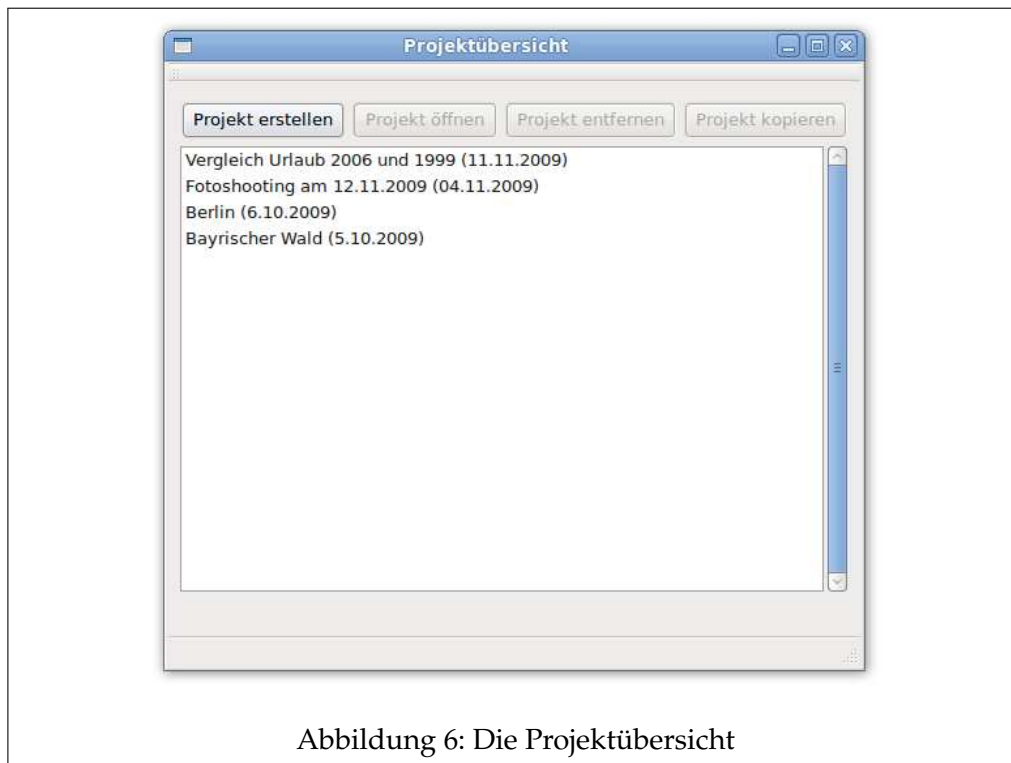 Projektübersicht
Projekt erstellen Projekt öffnen Projekt entfernen Projekt kopieren
Vergleich Urlaub 2006 und 1999 (11.11.2009)
Fotoshooting am 12.11.2009 (04.11.2009)
Berlin (6.10.2009)
Bayrischer Wald (5.10.2009)
Abbildung 6: Die Projektübersicht